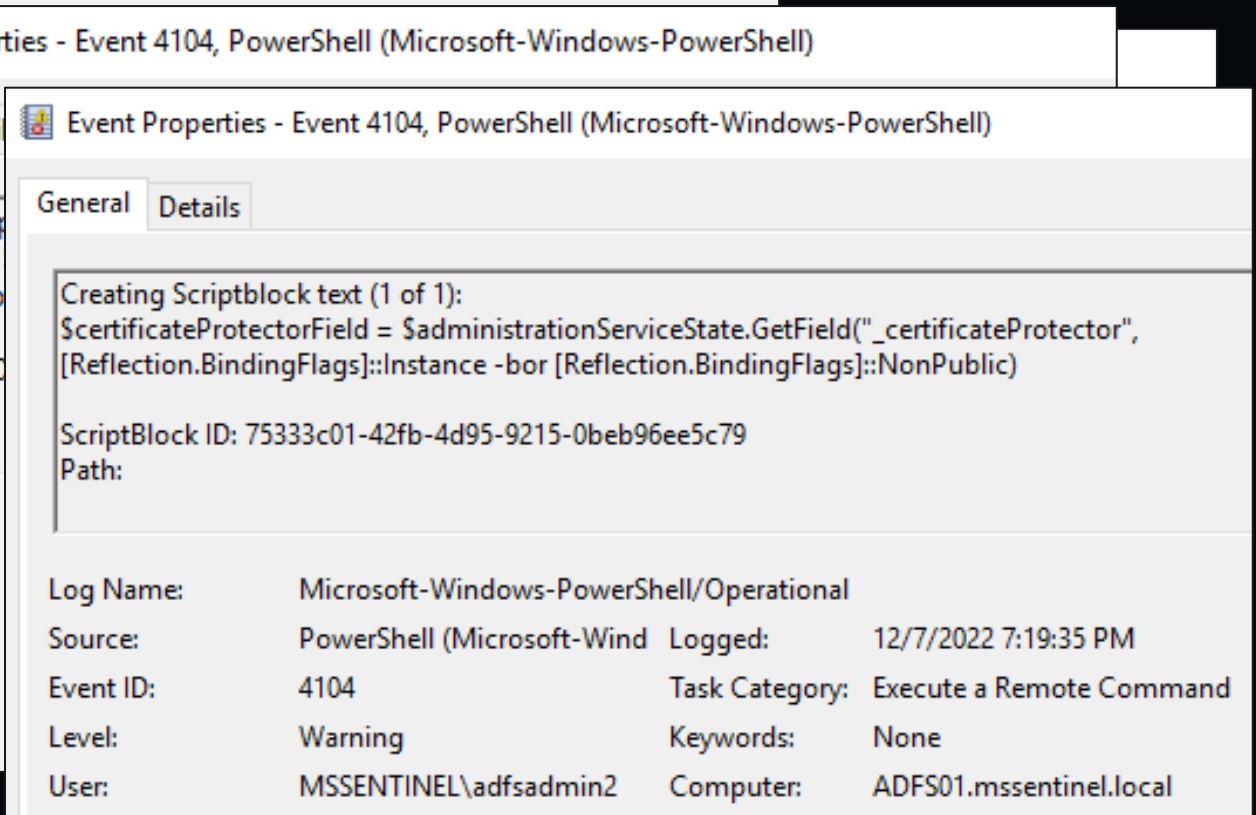 ties - Event 4104, PowerShell (Microsoft-Windows-PowerShell)
Event Properties - Event 4104, PowerShell (Microsoft-Windows-PowerShell)
General Details
Creating Scriptblock text (1 of 1):
$certificateProtectorField = $administrationServiceState.GetField("_certificateProtector",
[Reflection.BindingFlags]::Instance -bor [Reflection.BindingFlags]::NonPublic)
ScriptBlock ID: 75333c01-42fb-4d95-9215-0beb96ee5c79
Path:
Log Name: Microsoft-Windows-PowerShell/Operational
Source: PowerShell (Microsoft-Wind Logged: 12/7/2022 7:19:35 PM
Event ID: 4104 Task Category: Execute a Remote Command
Level: Warning Keywords: None
User: MSSENTINEL\adfsadmin2 Computer: ADFS01.mssentinel.local